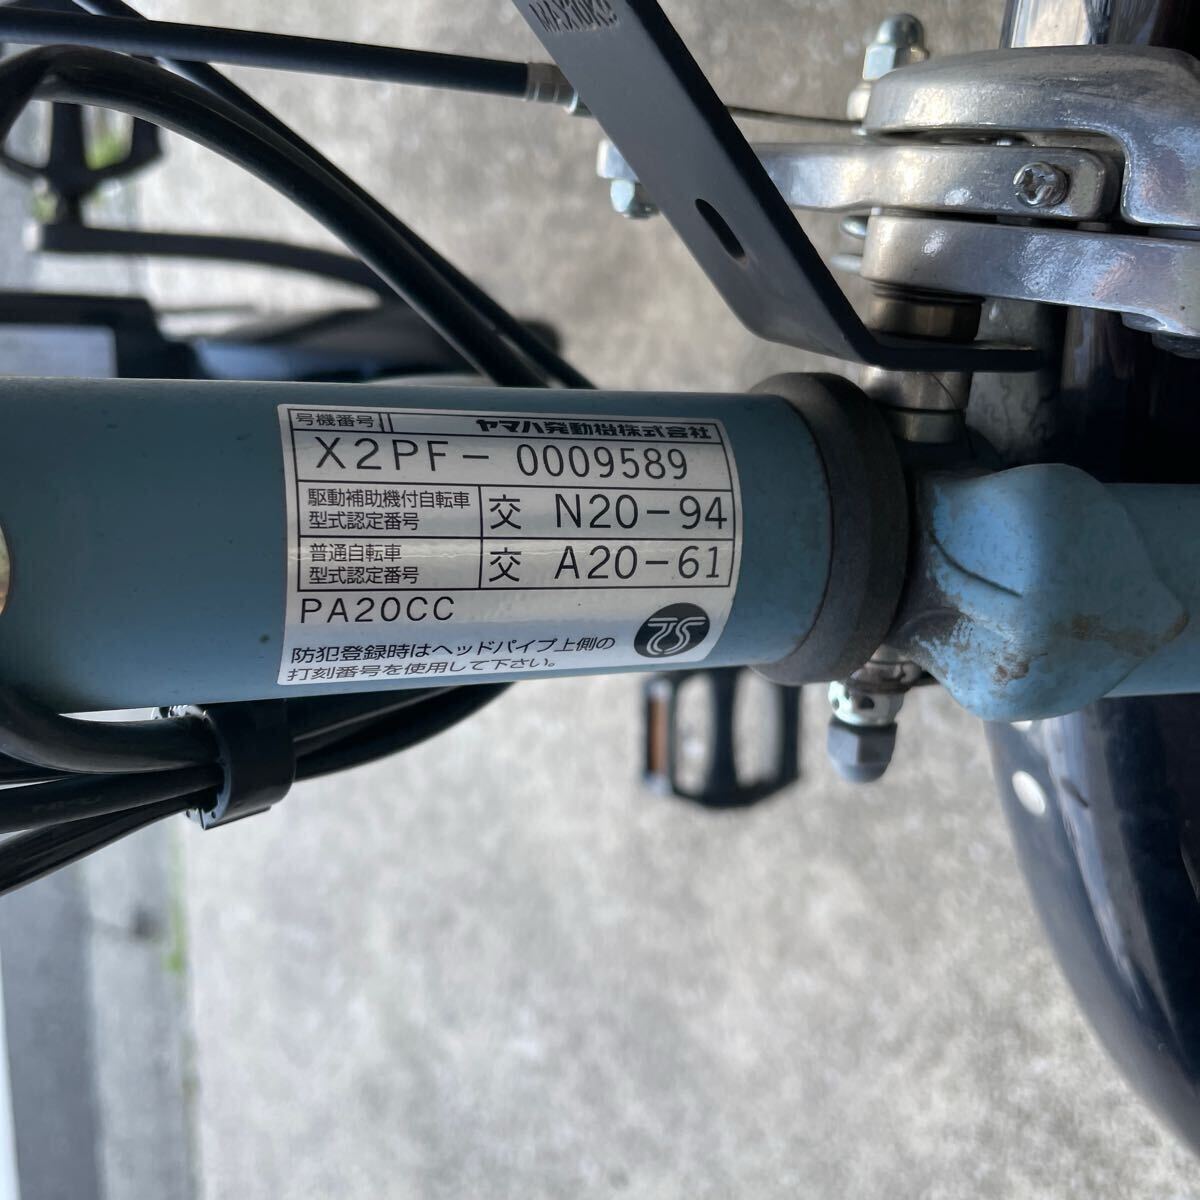 MAX10KG
号機番号 ヤマハ発動機株式会社
X2PF-0009589
駆動補助機付自転車
型式認定番号
交 N20-94
普通自転車
型式認定番号
交 A20-61
PA20CC
防犯登録時はヘッドパイプ上側の
打刻番号を使用して下さい。